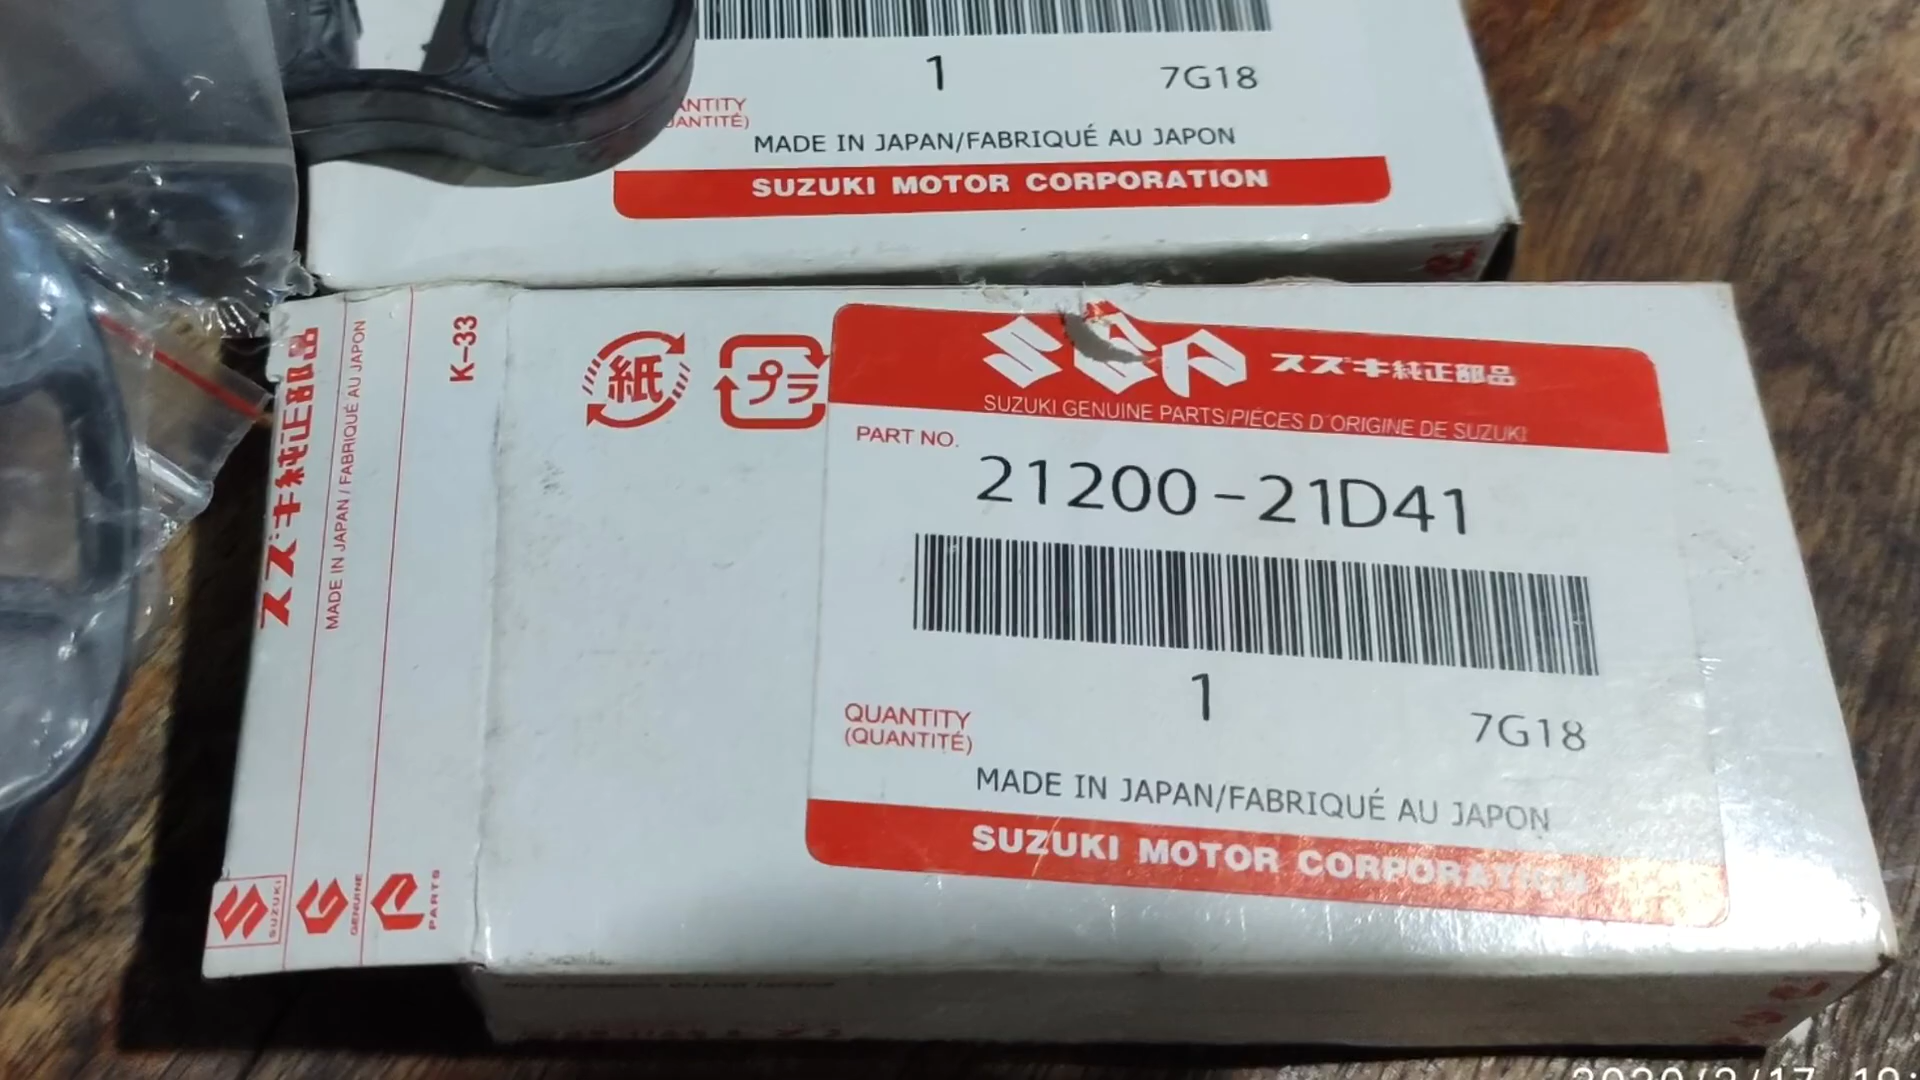 1
7G18
ANTITY
JANTITÉ)
MADE IN JAPAN/FABRIQUÉ AU JAPON
SUZUKI MOTOR CORPORATION
スズキ純正部品
MADE IN JAPAN / FABRIQUÉ AU JAPON
K-33
SUZUKI
GENUINE
PARTS
紙
プラ
SGP スズキ純正部品
SUZUKI GENUINE PARTS/PIÉCES D'ORIGINE DE SUZUKI
PART NO.
21200-21D41
1
QUANTITY
(QUANTITÉ)
7G18
MADE IN JAPAN/FABRIQUÉ AU JAPON
SUZUKI MOTOR CORPORATION